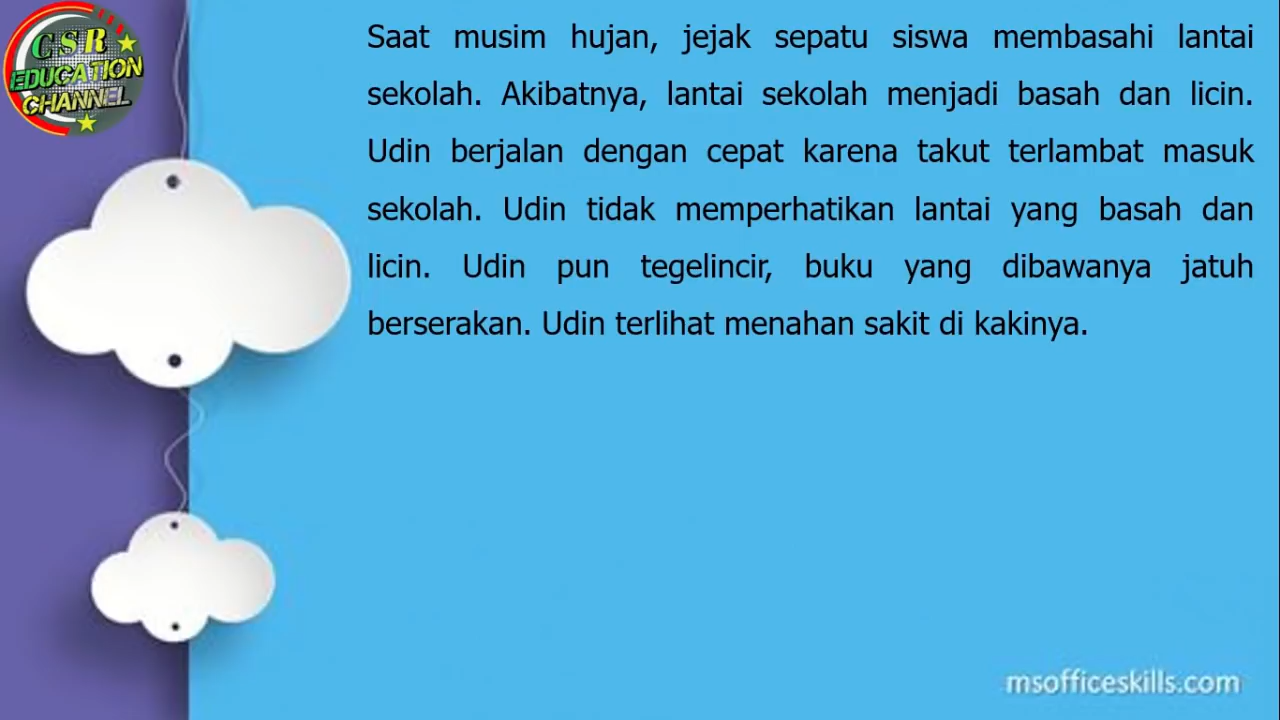 CSR
EDUCATION
CHANNEL
Saat musim hujan, jejak sepatu siswa membasahi lantai
sekolah. Akibatnya, lantai sekolah menjadi basah dan licin.
Udin berjalan dengan cepat karena takut terlambat masuk
sekolah. Udin tidak memperhatikan lantai yang basah dan
licin. Udin pun tegelincir, buku yang dibawanya jatuh
berserakan. Udin terlihat menahan sakit di kakinya.
msofficeskills.com